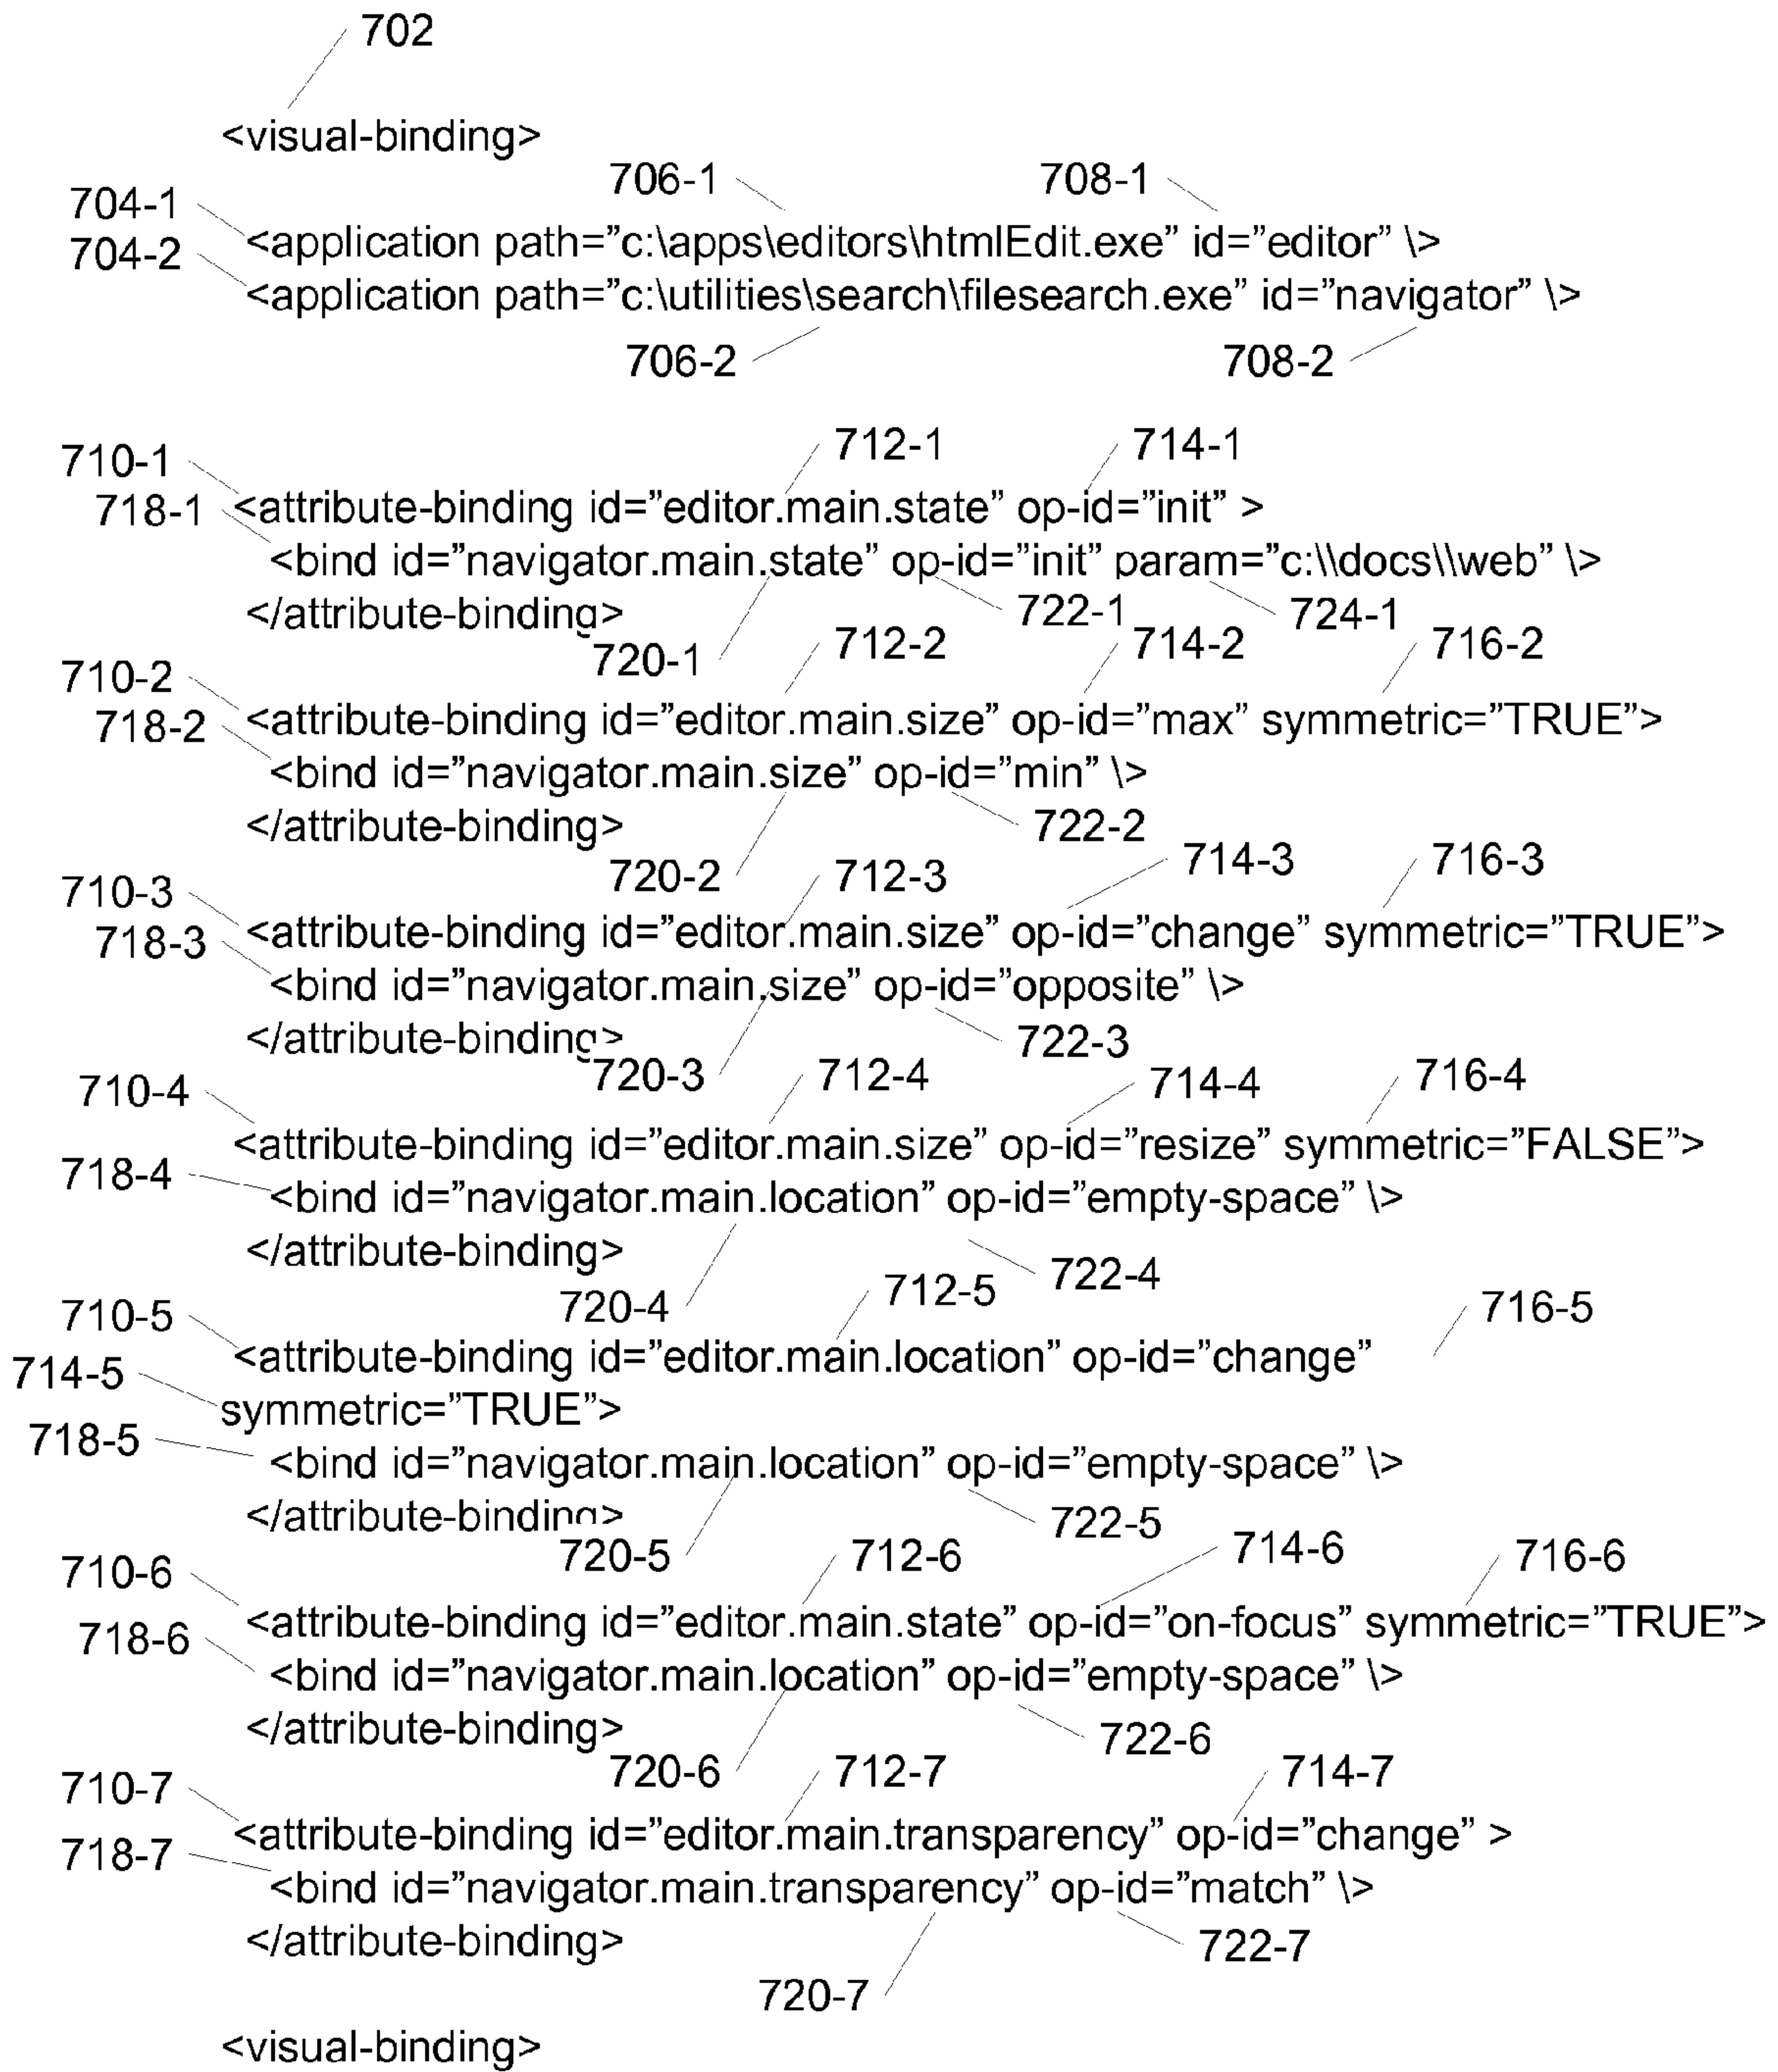 702
<visual-binding>
706-1 708-1
704-1
<application path=”c:\apps\editors\htmlEdit.exe” id=”editor” \>
704-2
<application path=”c:\utilities\search\filesearch.exe” id=”navigator” \>
706-2 708-2
712-1 714-1
710-1
<attribute-binding id=”editor.main.state” op-id=”init” >
718-1
<bind id=”navigator.main.state” op-id=”init” param=”c:\\docs\\web” \>
</attribute-binding>
722-1 724-1
720-1 712-2 714-2 716-2
710-2
<attribute-binding id=”editor.main.size” op-id=”max” symmetric=”TRUE”>
718-2
<bind id=”navigator.main.size” op-id=”min” \>
</attribute-binding>
722-2
720-2 712-3 714-3 716-3
710-3
<attribute-binding id=”editor.main.size” op-id=”change” symmetric=”TRUE”>
718-3
<bind id=”navigator.main.size” op-id=”opposite” \>
</attribute-binding>
722-3
720-3 712-4 714-4 716-4
710-4
<attribute-binding id=”editor.main.size” op-id=”resize” symmetric=”FALSE”>
718-4
<bind id=”navigator.main.location” op-id=”empty-space” \>
</attribute-binding>
722-4
720-4 712-5 716-5
710-5
<attribute-binding id=”editor.main.location” op-id=”change”
714-5
symmetric=”TRUE”>
718-5
<bind id=”navigator.main.location” op-id=”empty-space” \>
</attribute-binding>
722-5
720-5 712-6 714-6 716-6
710-6
<attribute-binding id=”editor.main.state” op-id=”on-focus” symmetric=”TRUE”>
718-6
<bind id=”navigator.main.location” op-id=”empty-space” \>
</attribute-binding>
722-6
720-6 712-7 714-7
710-7
<attribute-binding id=”editor.main.transparency” op-id=”change” >
718-7
<bind id=”navigator.main.transparency” op-id=”match” \>
</attribute-binding>
722-7
720-7
<visual-binding>